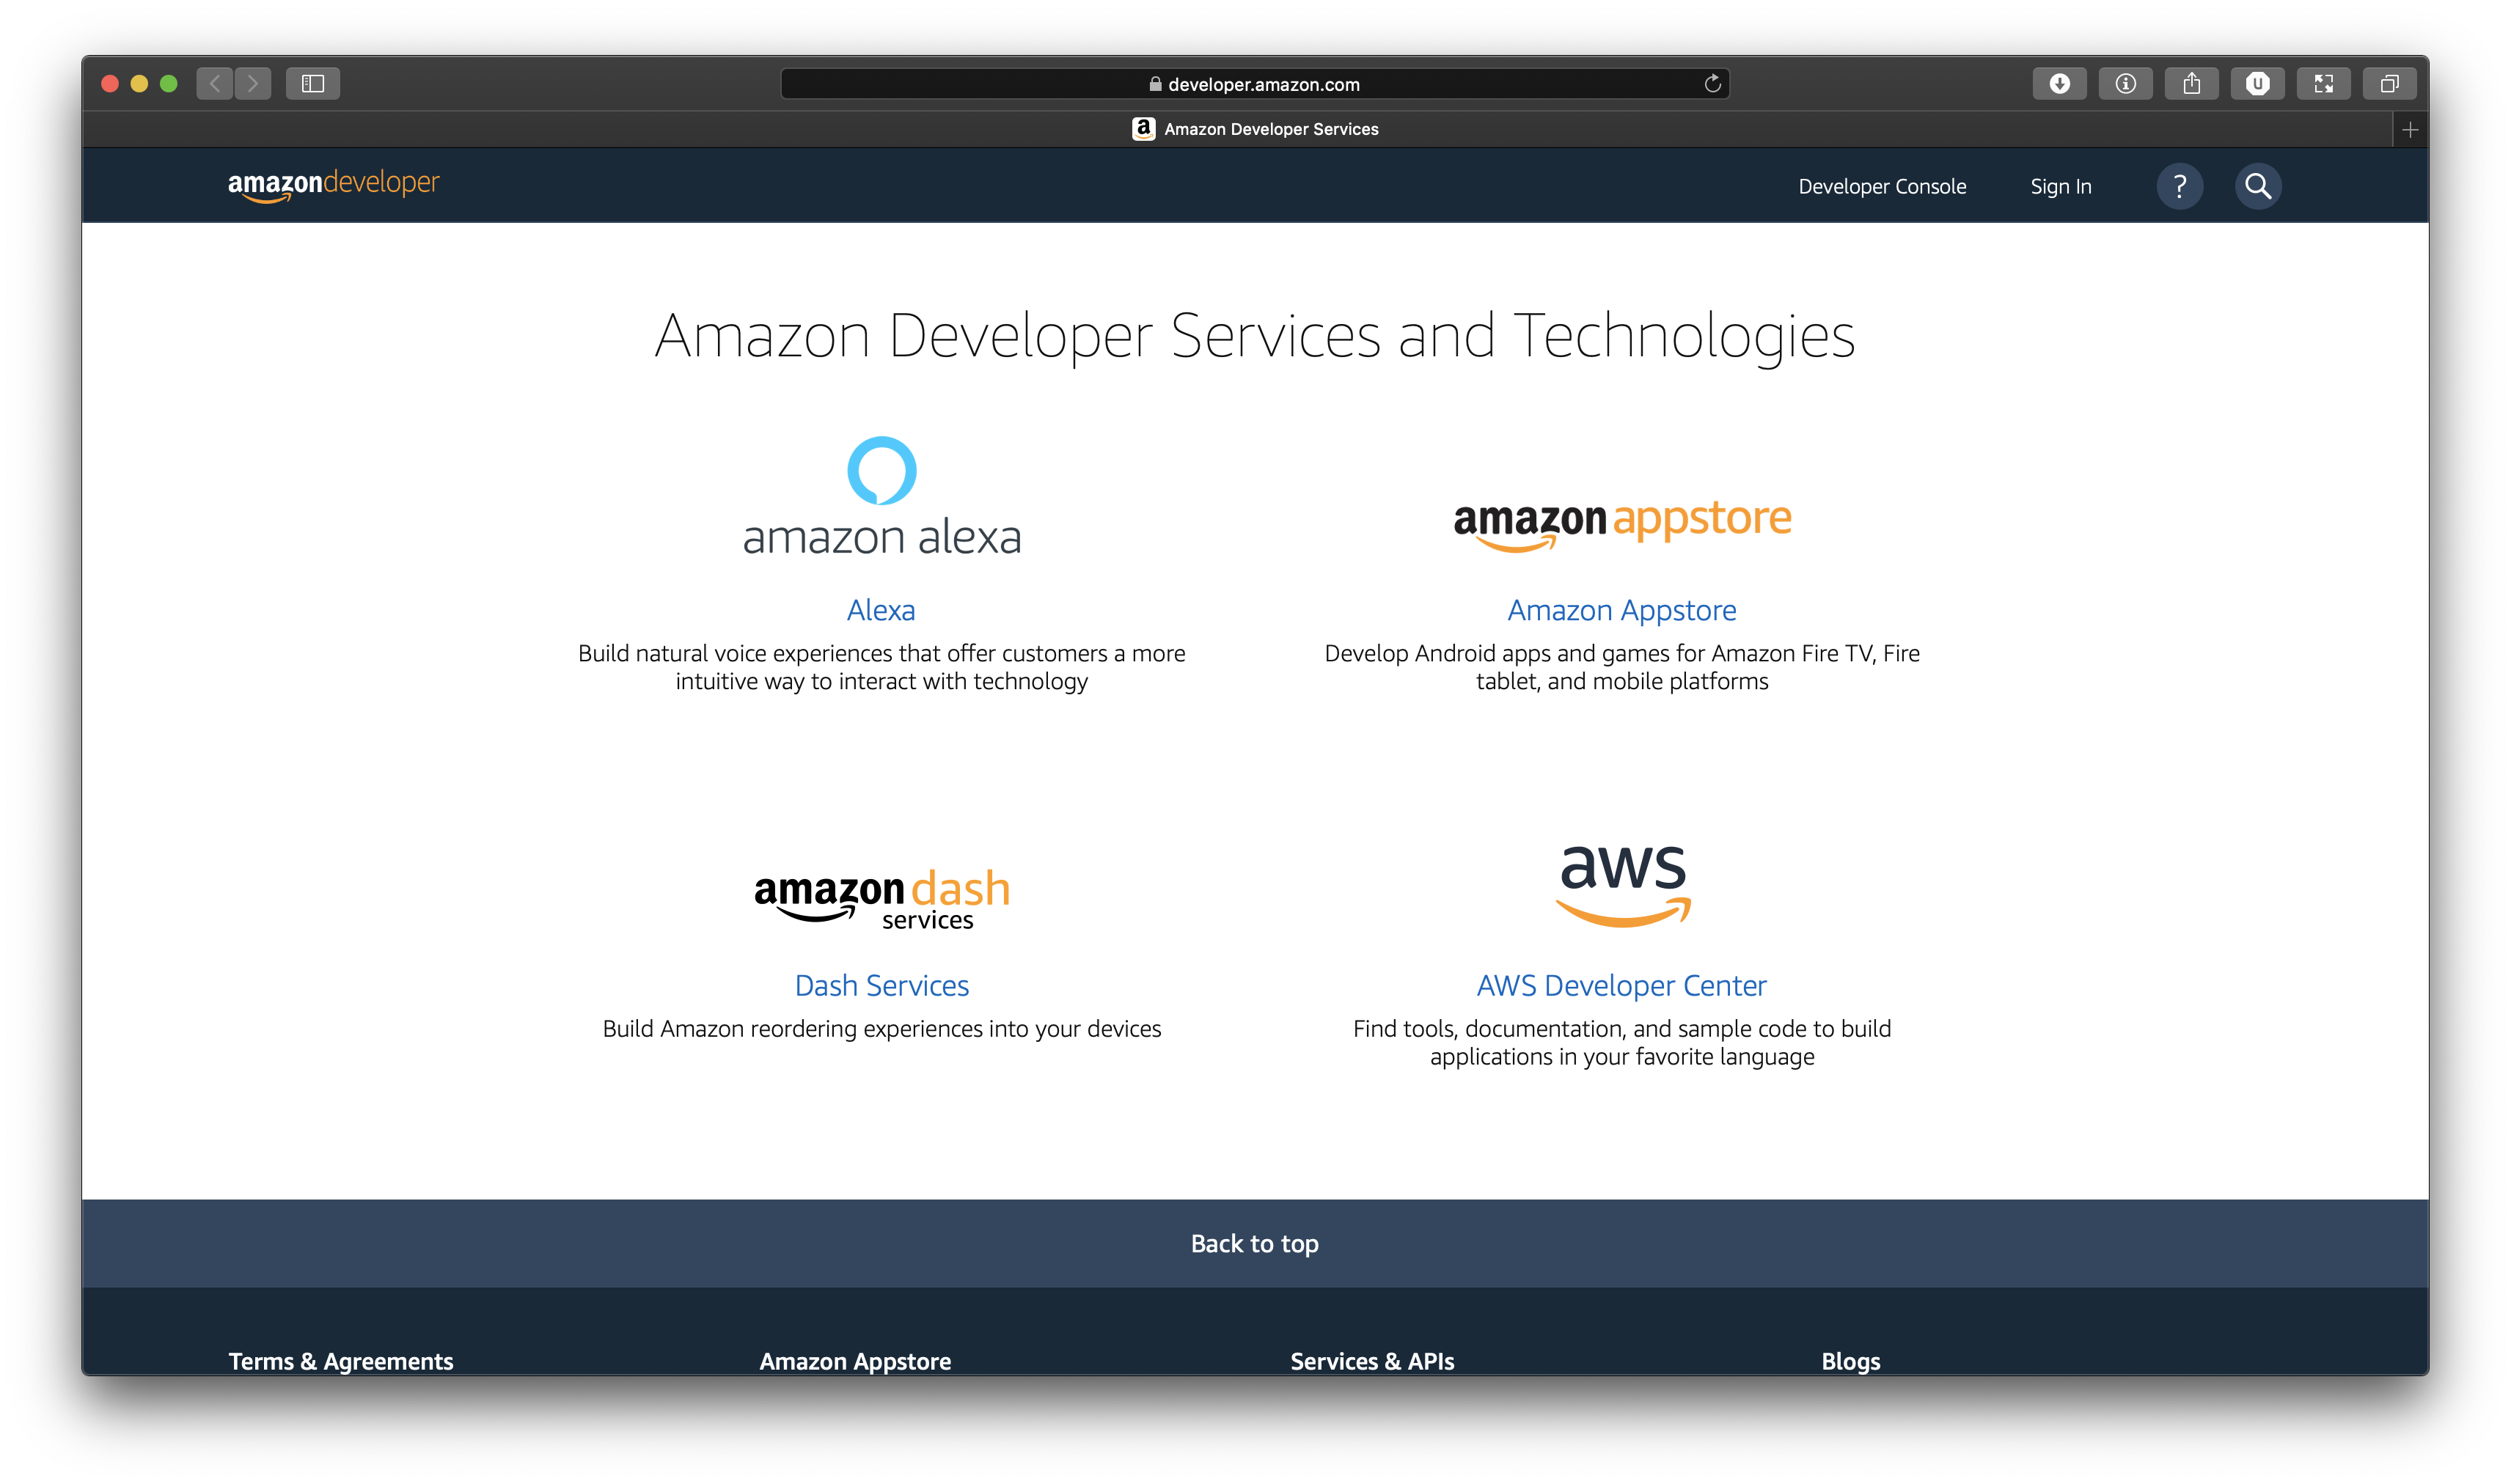 developer.amazon.com
a Amazon Developer Services
amazondeveloper
Developer Console
Sign In
?
Amazon Developer Services and Technologies
amazon alexa
Alexa
Build natural voice experiences that offer customers a more
intuitive way to interact with technology
amazon appstore
Amazon Appstore
Develop Android apps and games for Amazon Fire TV, Fire
tablet, and mobile platforms
amazon dash
services
Dash Services
Build Amazon reordering experiences into your devices
aws
AWS Developer Center
Find tools, documentation, and sample code to build
applications in your favorite language
Back to top
Terms & Agreements
Amazon Appstore
Services & APIs
Blogs